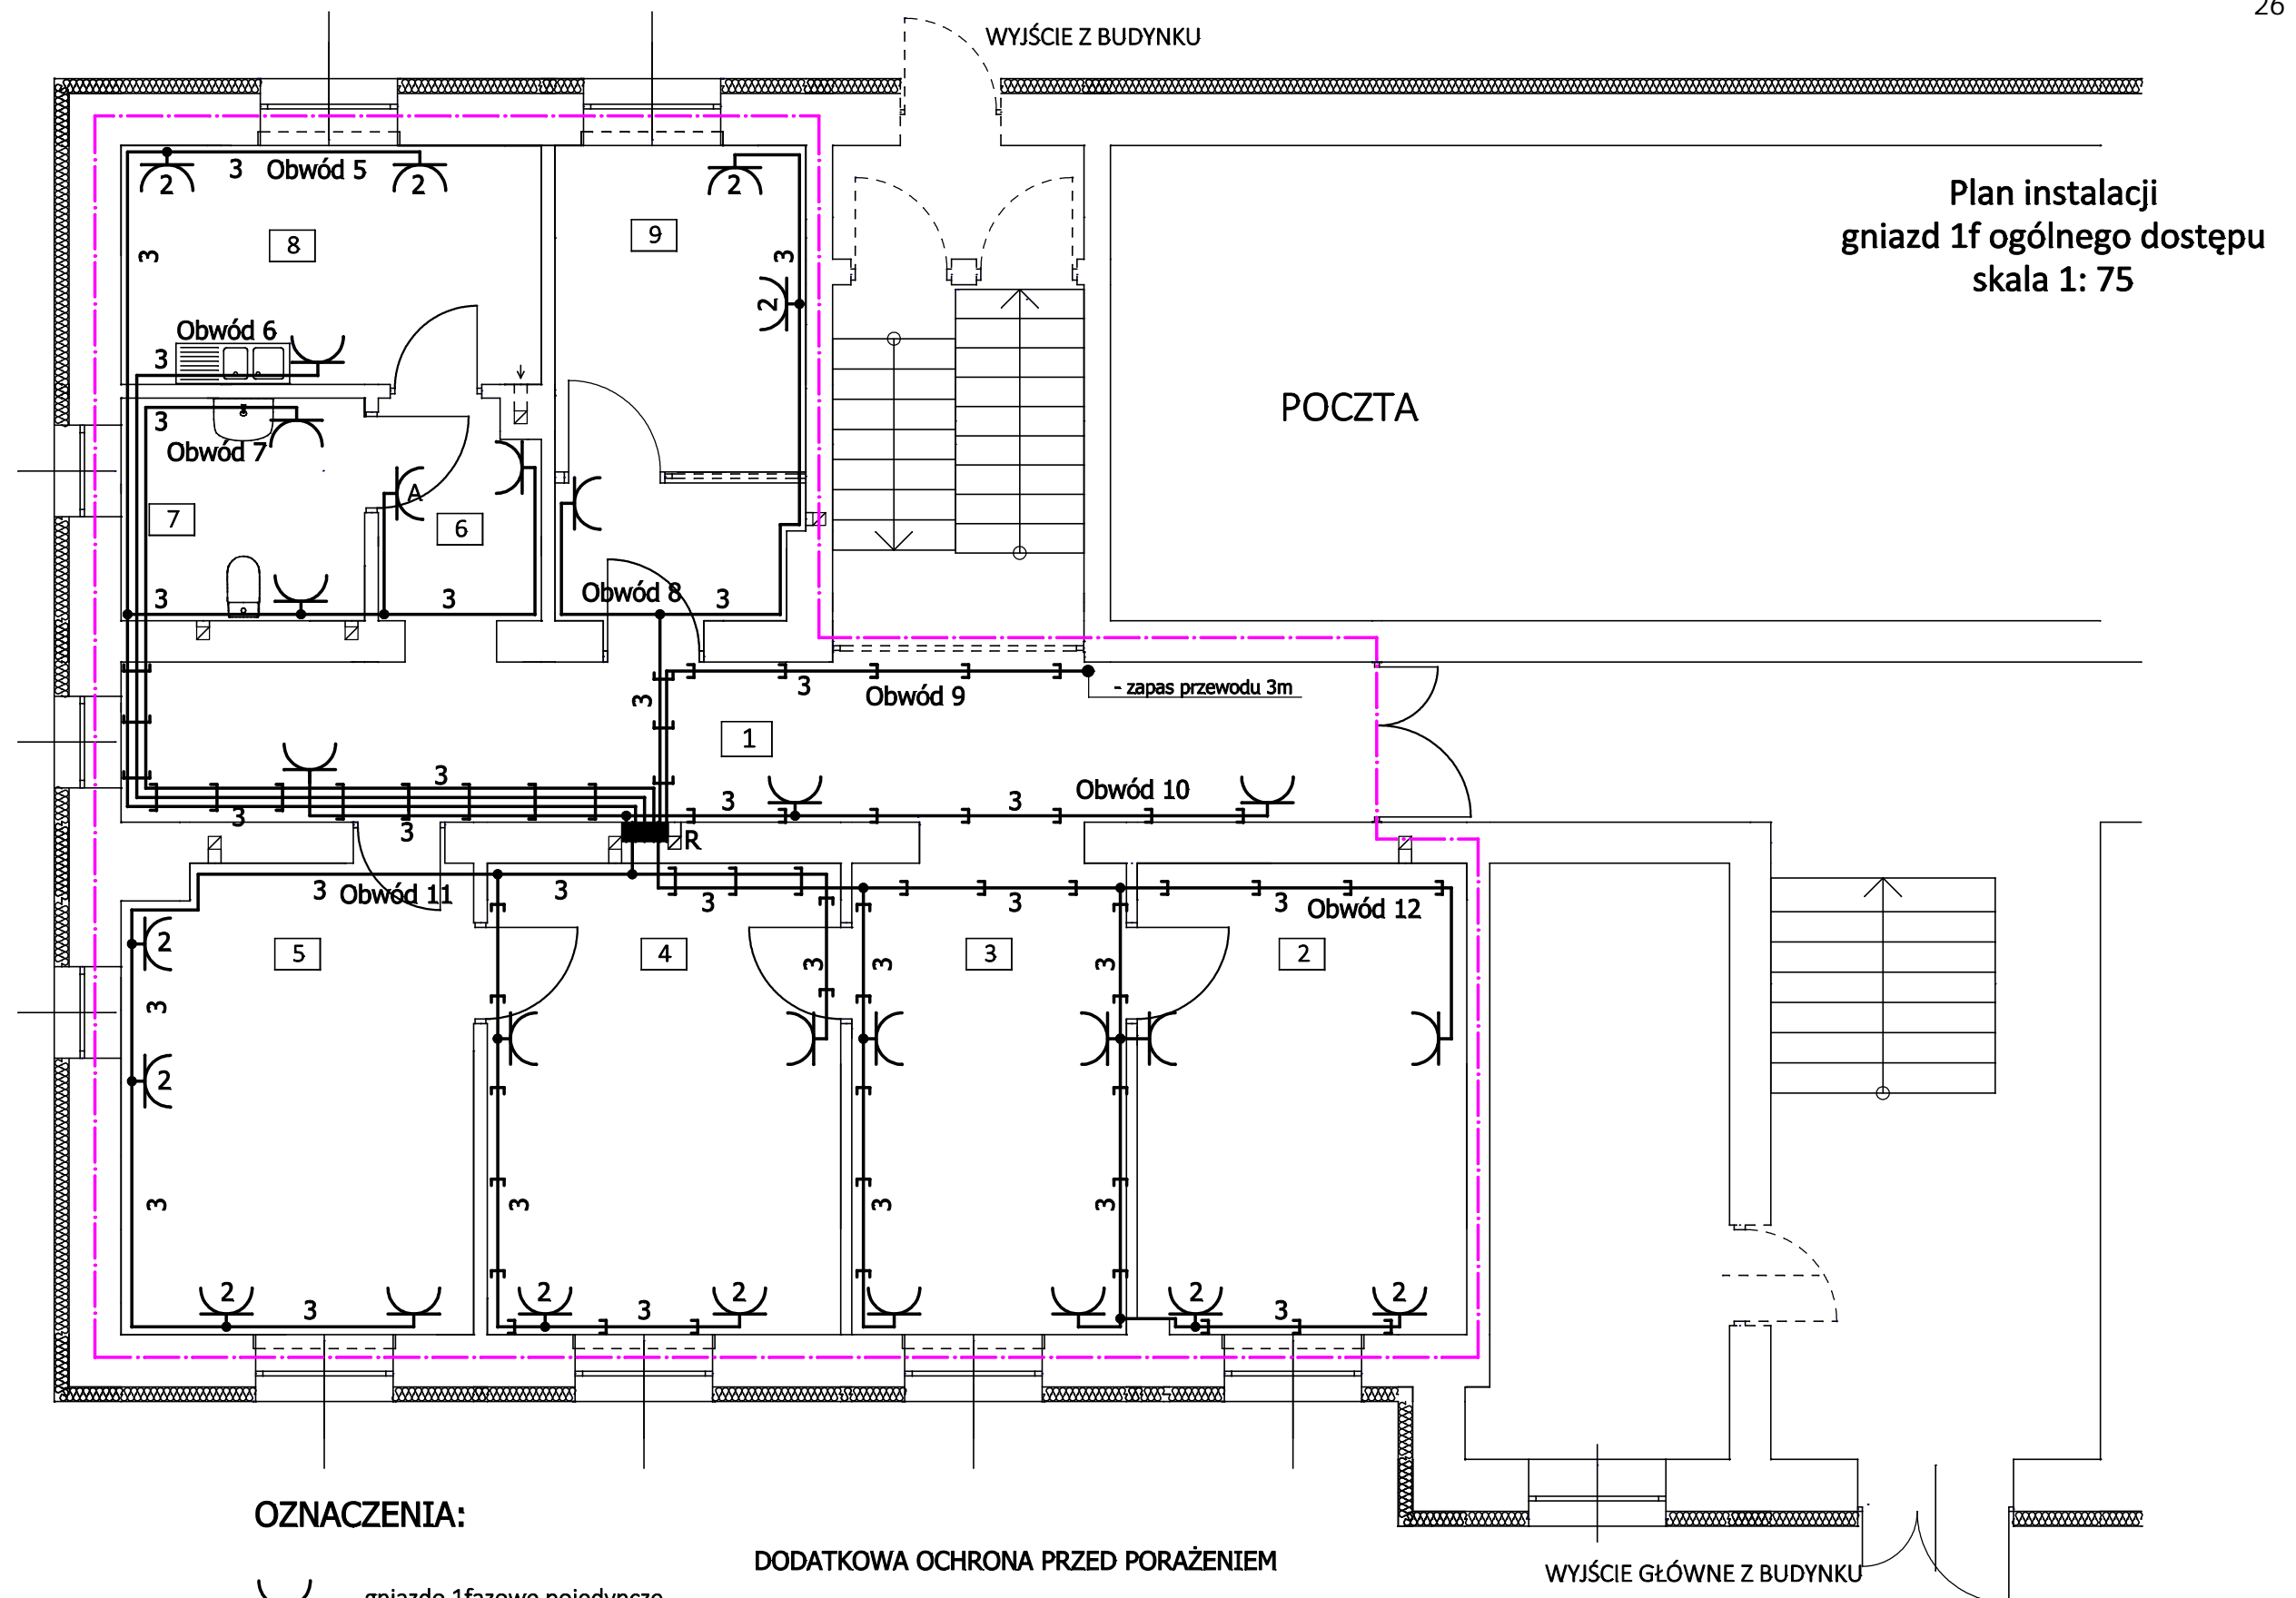 26
WYJŚCIE Z BUDYNKU
Plan instalacji
gniazd 1f ogólnego dostępu
skala 1: 75
2
3
Obwód 5
2
2
8
9
3
3
2
Obwód 6
3
POCZTA
3
Obwód 7
A
7
6
3
3
Obwód 8
3
3
3
Obwód 9
- zapas przewodu 3m
1
3
3
3
3
3
Obwód 10
R
3
Obwód 11
3
3
3
3
Obwód 12
2
5
4
3
3
3
3
2
3
2
3
3
3
3
2
3
2
3
2
2
3
2
OZNACZENIA:
DODATKOWA OCHRONA PRZED PORAŻENIEM
WYJŚCIE GŁÓWNE Z BUDYNKU
gniazdo 1fazowe pojedyncze